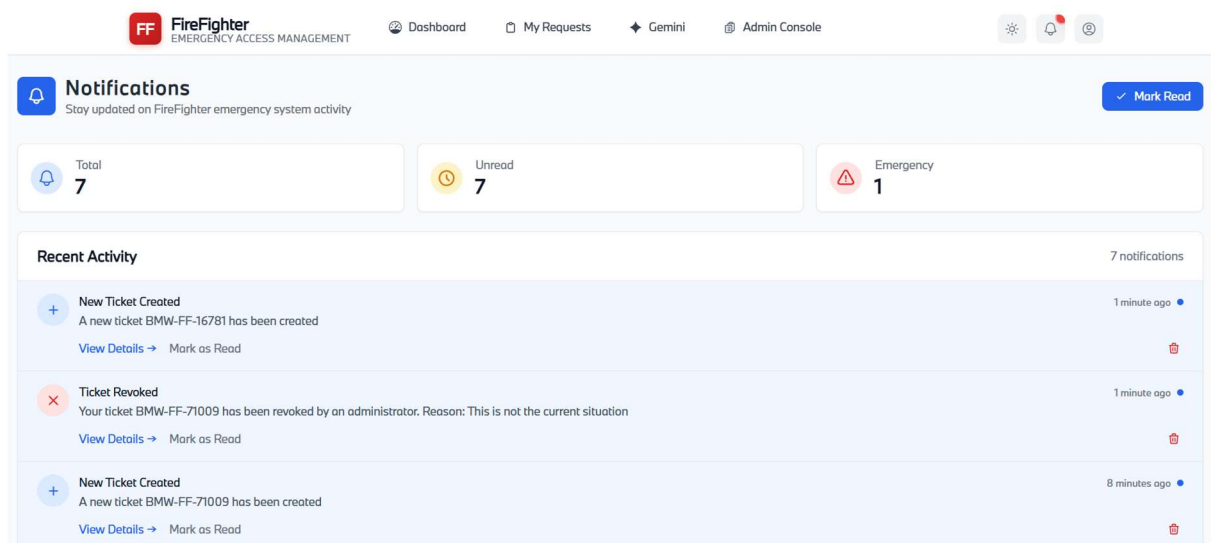 FF
FireFighter
EMERGENCY ACCESS MANAGEMENT
Dashboard
My Requests
Gemini
Admin Console
Notifications
Stay updated on FireFighter emergency system activity
Mark Read
Total
7
Unread
7
Emergency
1
Recent Activity
7 notifications
New Ticket Created
1 minute ago
A new ticket BMW-FF-16781 has been created
View Details → Mark as Read
Ticket Revoked
1 minute ago
Your ticket BMW-FF-71009 has been revoked by an administrator. Reason: This is not the current situation
View Details → Mark as Read
New Ticket Created
8 minutes ago
A new ticket BMW-FF-71009 has been created
View Details → Mark as Read